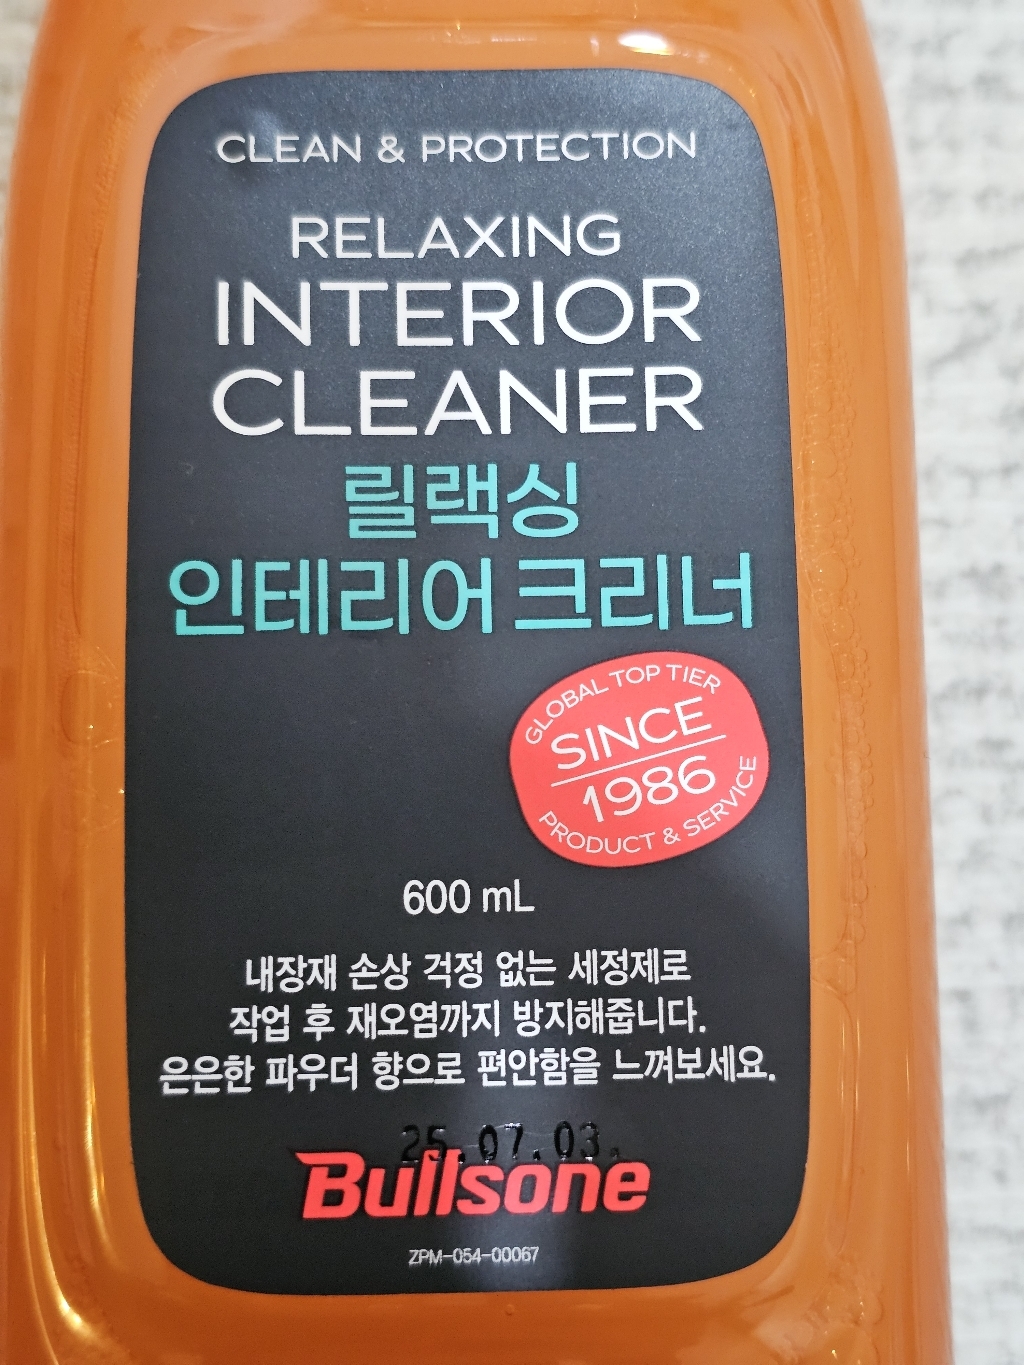 CLEAN & PROTECTION
RELAXING
INTERIOR
CLEANER
릴랙싱
인테리어 크리너
GLOBAL TOP TIER
SINCE
1986
PRODUCT & SERVICE
600 mL
내장재 손상 걱정 없는 세정제로
작업 후 재오염까지 방지해줍니다.
은은한 파우더 향으로 편안함을 느껴보세요.
25.07.03.
Bullsone
ZPM-054-00067